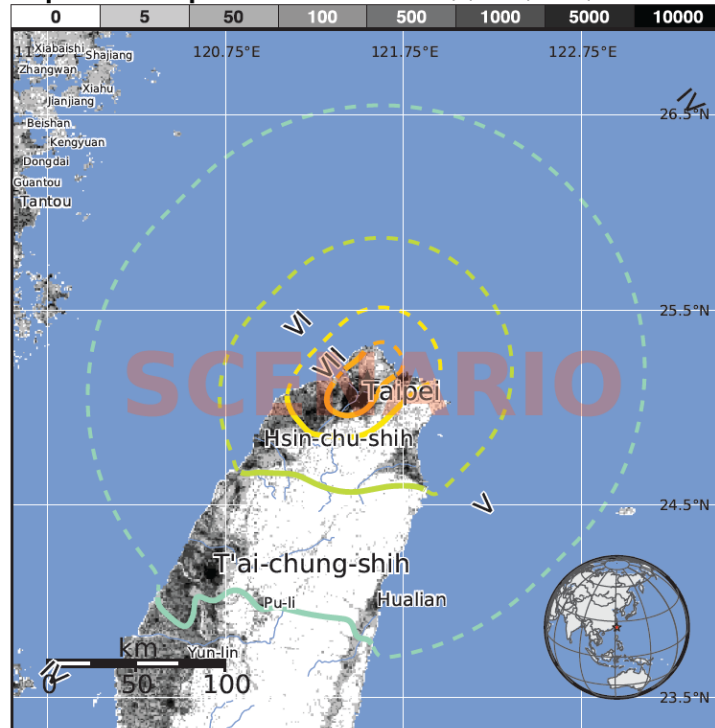 0 5 50 100 500 1000 5000 10000
120.75°E 121.75°E 122.75°E
Xiabaishi
Shajiang
Zhangwan
Xiahu
Jianjiang
Beishan
Kengyuan
Dongdai
Guantou
Tantou
IV
26.5°N
25.5°N
VI
VII
SCENARIO
Taipei
Hsin-chu-shih
V
24.5°N
T'ai-chung-shih
Pu-li
Hualian
Yun-lin
km
IV
0 50 100
23.5°N